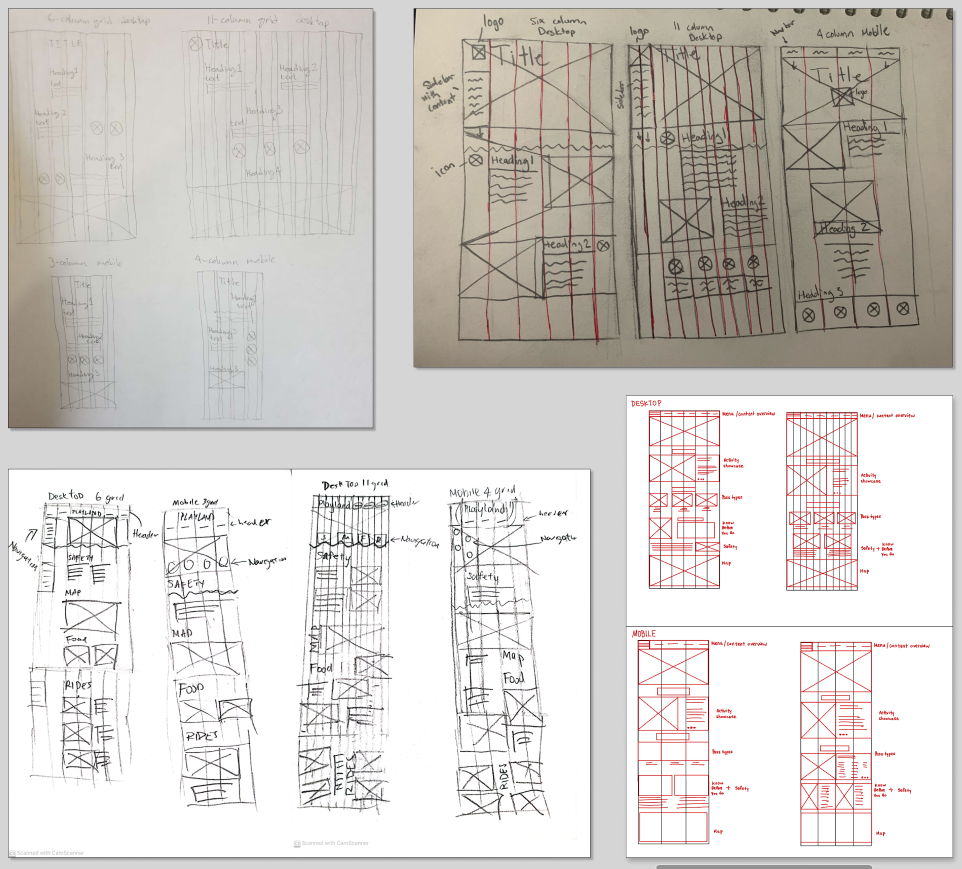 6-column grid desktop
11-column grid desktop
TITLE
Title
Heading 1
text
Heading 1
text
Heading 2
text
Heading 2
text
Heading 3
text
Heading 3
text
Heading 4
3-column mobile
4-column mobile
Title
Title
Heading 1
text
Heading 3
logo
Six column
Desktop
logo
11 column
Desktop
Navbar
4 column Mobile
Title
Title
Title
logo
Sidebar
with
content
Sidebar
icon
Heading 1
Heading 1
Heading 1
Heading 2
Heading 2
Heading 2
Heading 3
Desktop 6 grid
PLAYLAND
Header
Navigation
SAFETY
MAP
Food
RIDES
Mobile 3grid
PLAYLAND
header
Navigation
SAFETY
MAP
FOOD
RIDES
Desktop 11 grid
Playland
Header
Navigation
Safety
MAP
Food
RIDES
Mobile 4 grid
Playland
header
Navigation
Safety
Map
Food
RIDES
Scanned with CamScanner
Scanned with CamScanner
DESKTOP
Menu / content overview
Activity
showcase
Pass types
Know
Before
You Go
Safety
Map
Menu / content overview
Activity
showcase
Pass types
Safety + Know
Before
You Go
Map
MOBILE
Menu / content overview
Activity
showcase
Pass types
Know
Before + Safety
You Go
Map
Menu / content overview
Activity
showcase
Pass types
Know
Before + Safety
You Go
Map